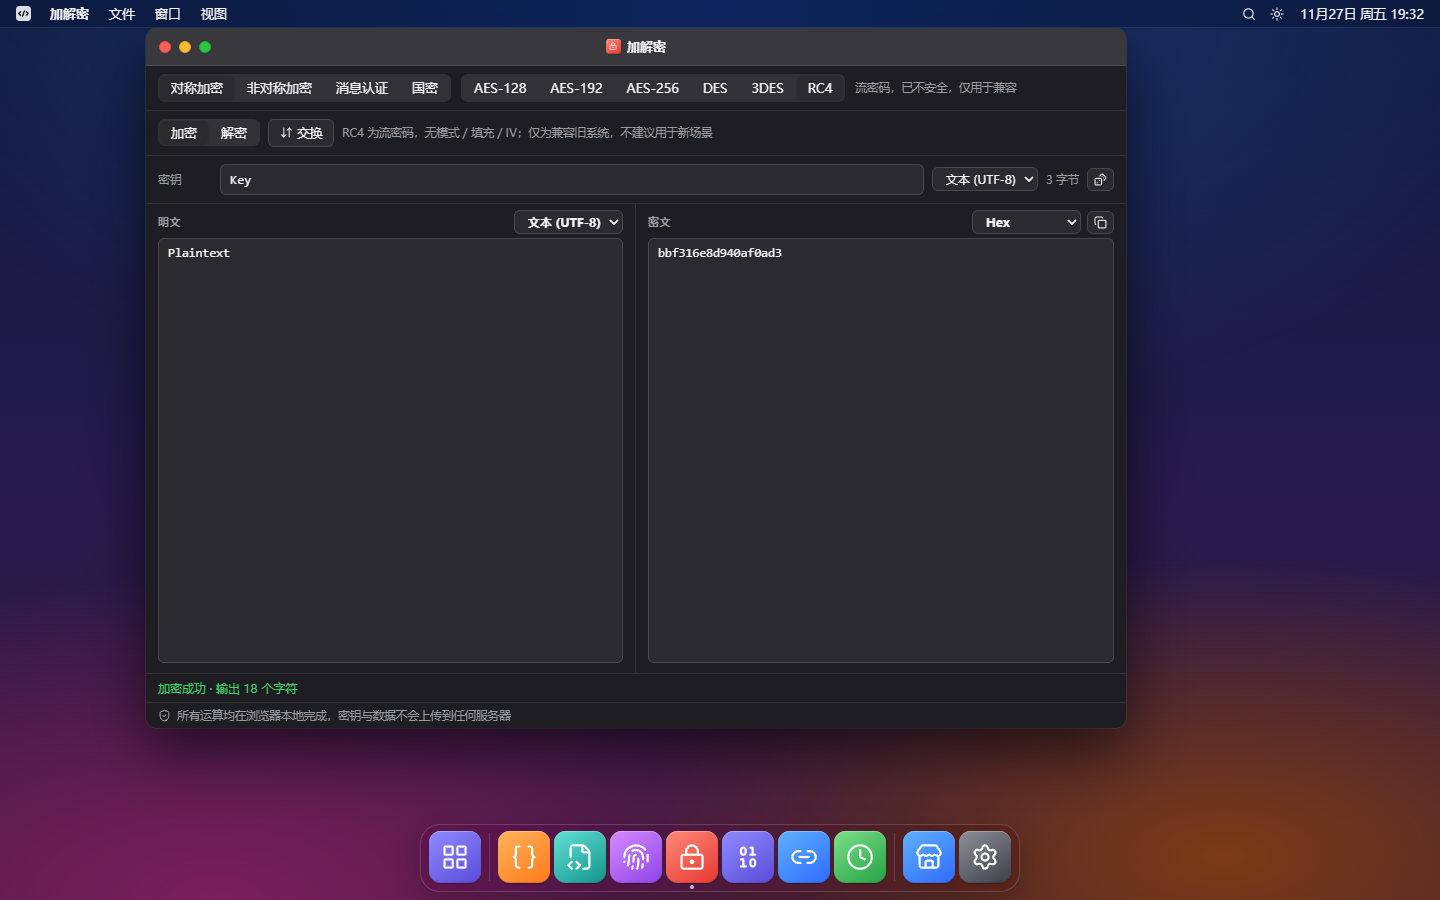 加解密 文件 窗口 视图 11月27日 周五 19:32
加解密
对称加密 非对称加密 消息认证 国密 AES-128 AES-192 AES-256 DES 3DES RC4 流密码，已不安全，仅用于兼容
加密 解密 交换 RC4 为流密码，无模式 / 填充 / IV；仅为兼容旧系统，不建议用于新场景
密钥 Key 文本 (UTF-8) 3 字节
明文 文本 (UTF-8) 密文 Hex
Plaintext bbf316e8d940af0ad3
加密成功 · 输出 18 个字符
所有运算均在浏览器本地完成，密钥与数据不会上传到任何服务器
01
10